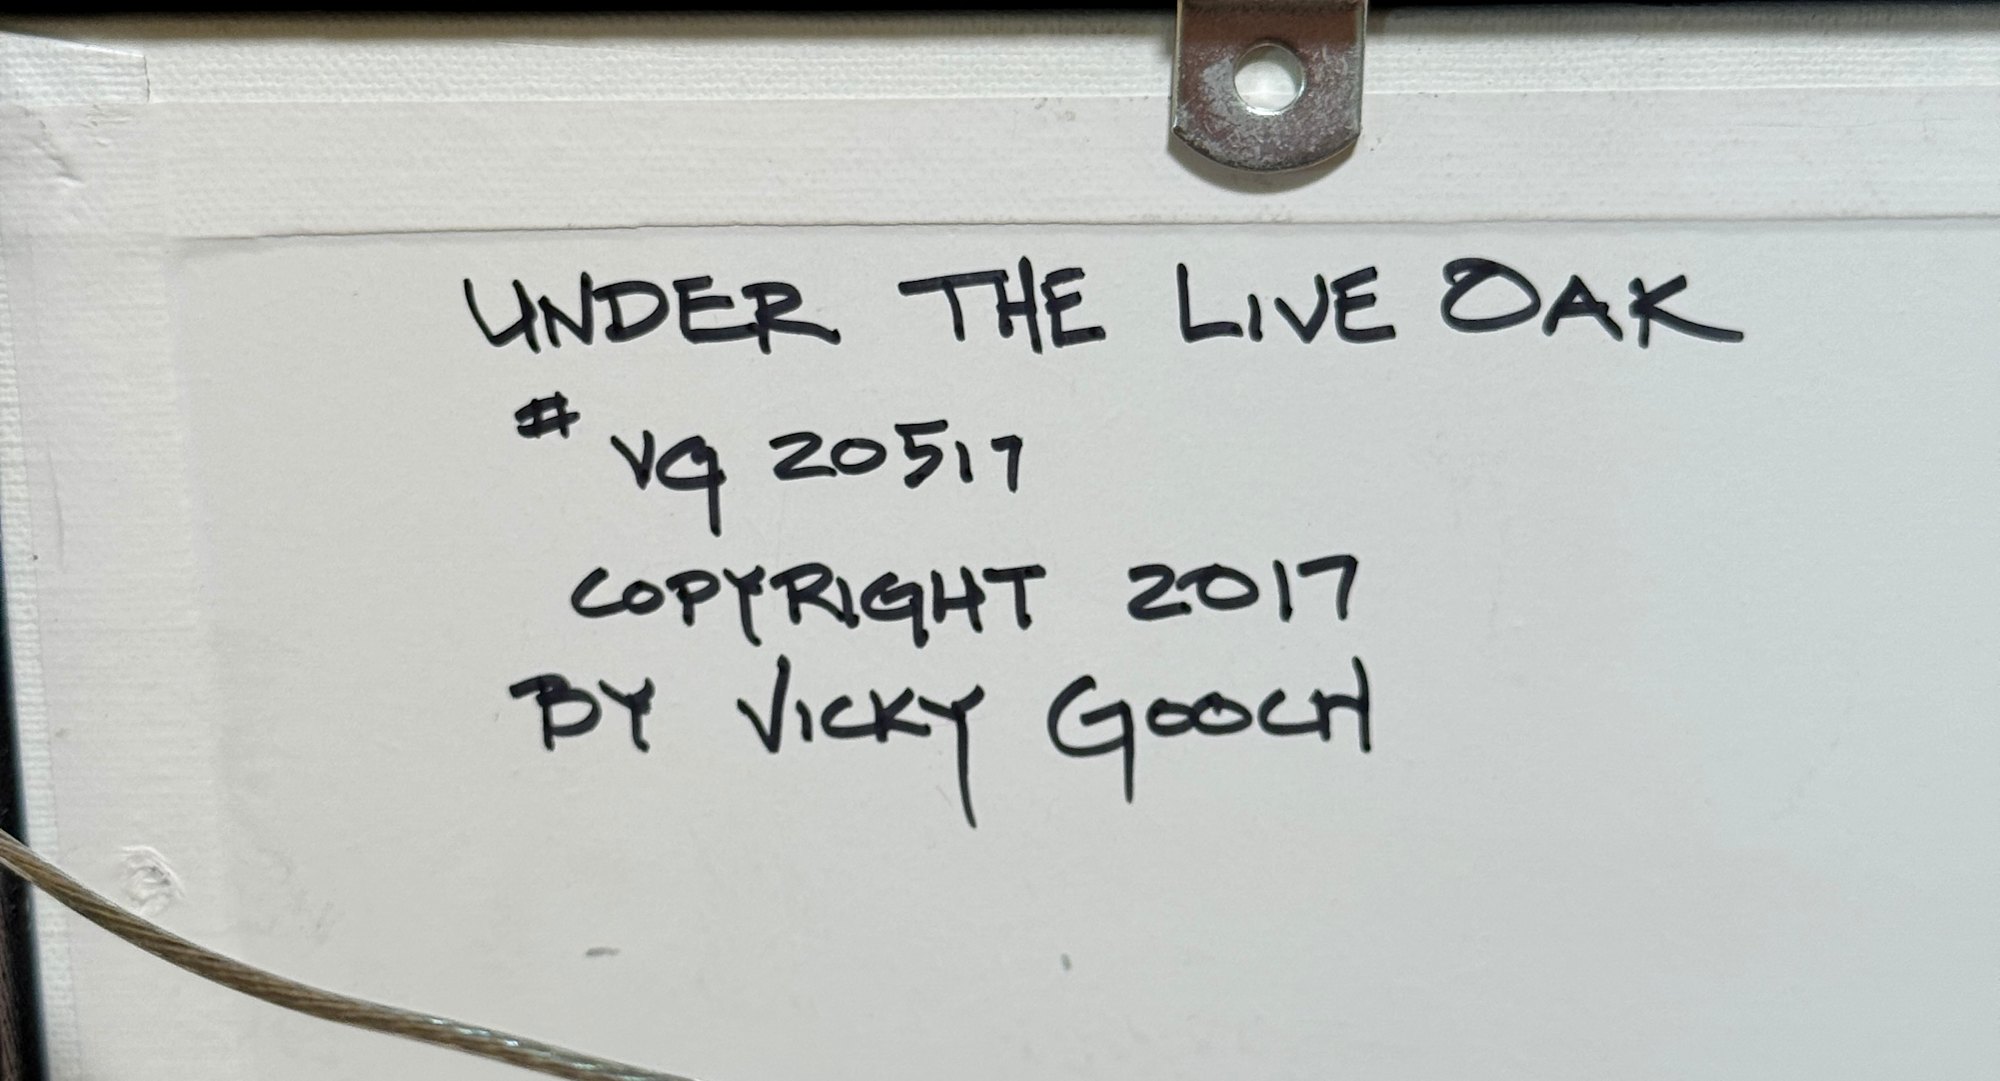 UNDER THE LIVE OAK
# VG 20517
COPYRIGHT 2017
BY VICKY GOOCH